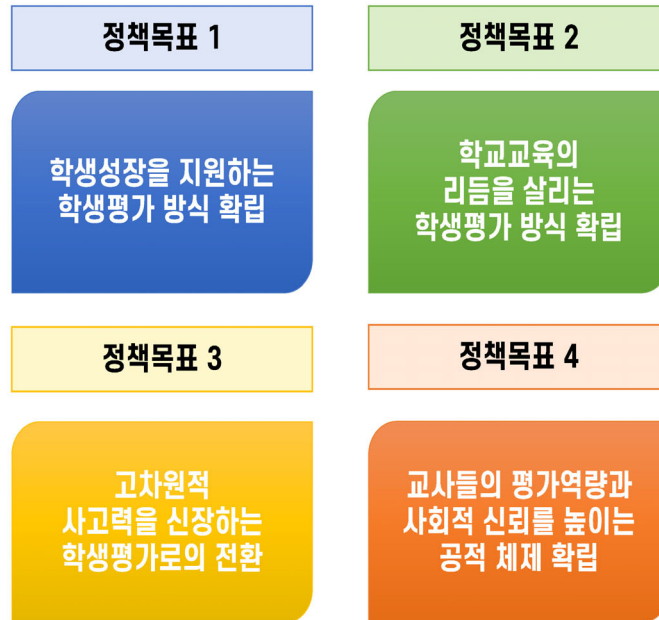 정책목표 1
학생성장을 지원하는
학생평가 방식 확립
정책목표 2
학교교육의
리듬을 살리는
학생평가 방식 확립
정책목표 3
고차원적
사고력을 신장하는
학생평가로의 전환
정책목표 4
교사들의 평가역량과
사회적 신뢰를 높이는
공적 체제 확립